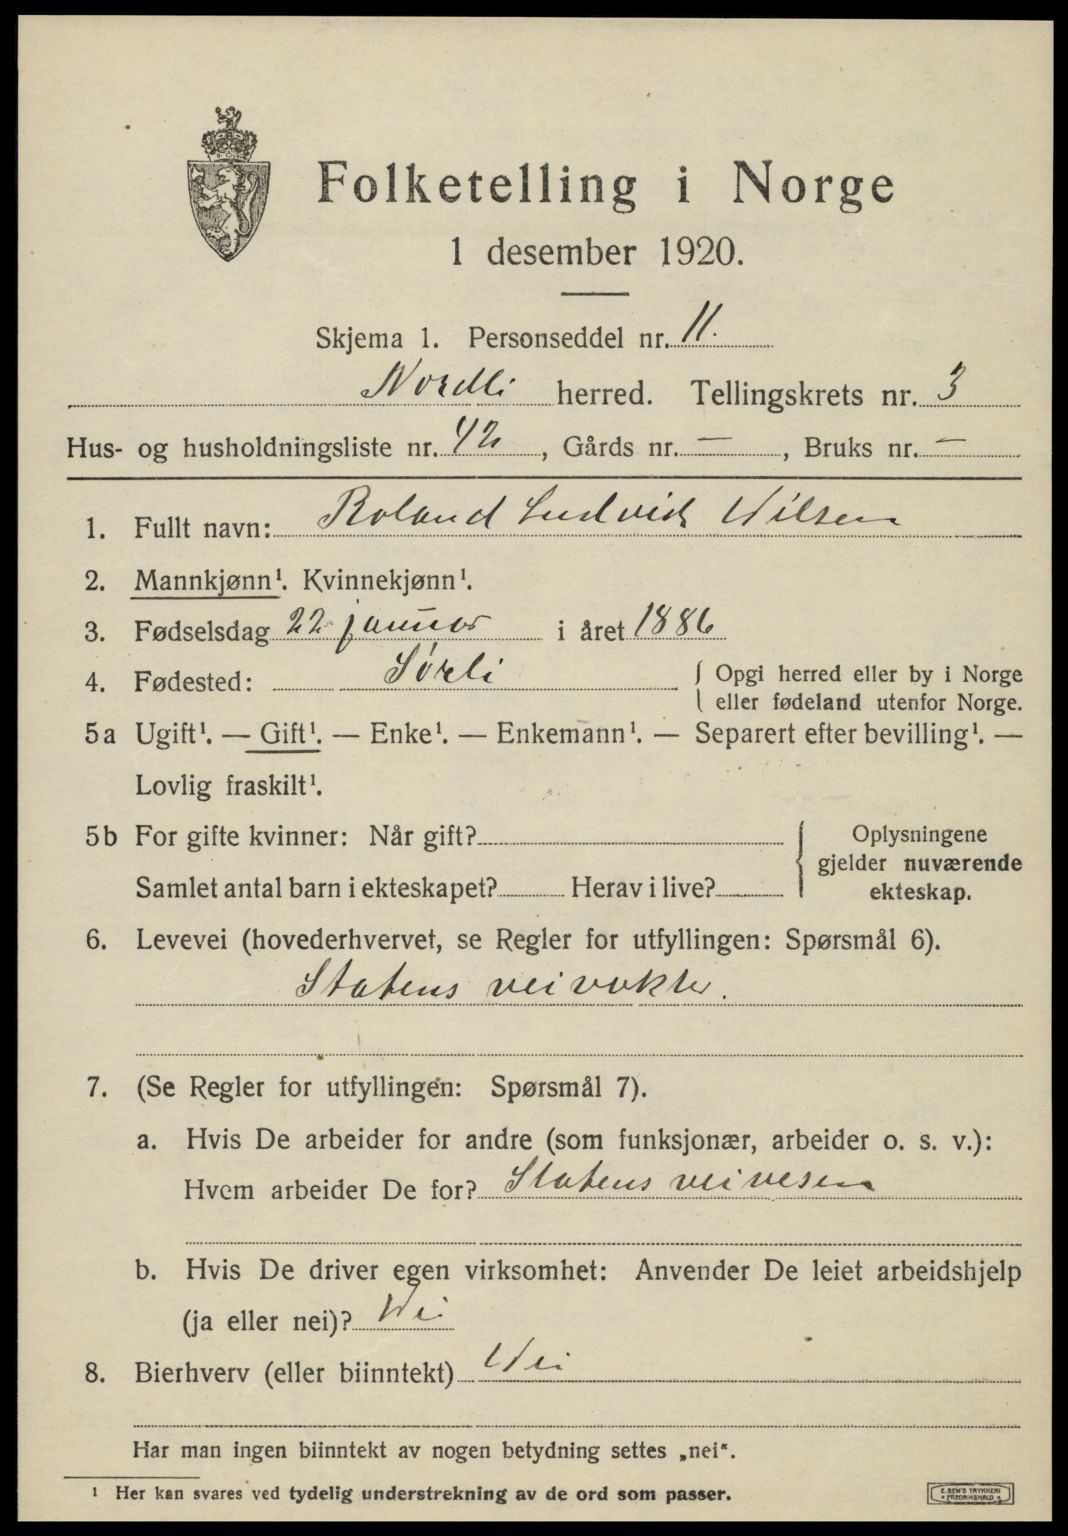 Folketelling i Norge
1 desember 1920.
Skjema 1. Personseddel nr. 11.
Nordli herred. Tellingskrets nr. 3
Hus- og husholdningsliste nr. 42, Gårds nr. —, Bruks nr. —
1. Fullt navn: Roland Ludvik Nilsen
2. Mannkjønn¹. Kvinnekjønn¹.
3. Fødselsdag 22 januar i året 1886
4. Fødested: Sørli { Opgi herred eller by i Norge
eller fødeland utenfor Norge.
5a Ugift¹. — Gift¹. — Enke¹. — Enkemann¹. — Separert efter bevilling¹. —
Lovlig fraskilt¹.
5b For gifte kvinner: Når gift?
Samlet antal barn i ekteskapet? Herav i live?
{ Oplysningene
gjelder nuværende
ekteskap.
6. Levevei (hovederhvervet, se Regler for utfyllingen: Spørsmål 6).
Statens veivokter.
7. (Se Regler for utfyllingen: Spørsmål 7).
a. Hvis De arbeider for andre (som funksjonær, arbeider o. s. v.):
Hvem arbeider De for? Statens veivesen
b. Hvis De driver egen virksomhet: Anvender De leiet arbeidshjelp
(ja eller nei)? Nei
8. Bierhverv (eller biinntekt) Nei
Har man ingen biinntekt av nogen betydning settes „nei“.
¹ Her kan svares ved tydelig understrekning av de ord som passer.
E. SEM'S TRYKKERI
FREDRIKSHALD